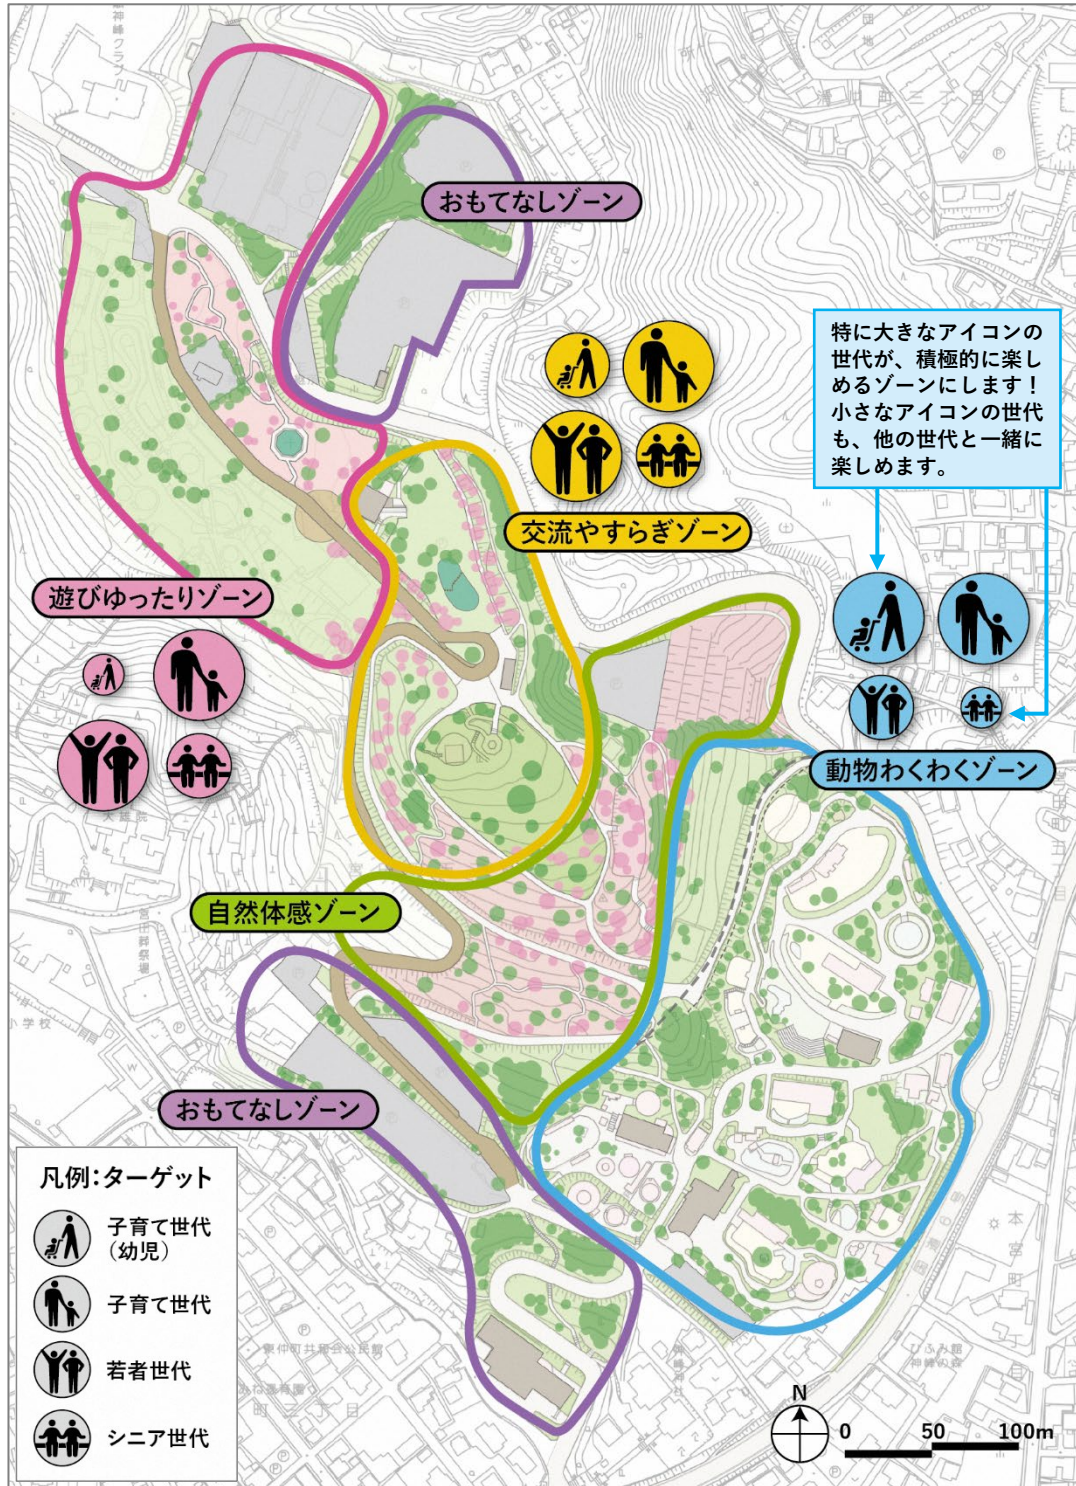 おもてなしゾーン
特に大きなアイコンの
世代が、積極的に楽し
めるゾーンにします！
小さなアイコンの世代
も、他の世代と一緒に
楽しめます。
交流やすらぎゾーン
遊びゆったりゾーン
動物わくわくゾーン
自然体感ゾーン
おもてなしゾーン
小学校
本宮町
凡例：ターゲット
子育て世代
（幼児）
子育て世代
若者世代
シニア世代
N
0 50 100m